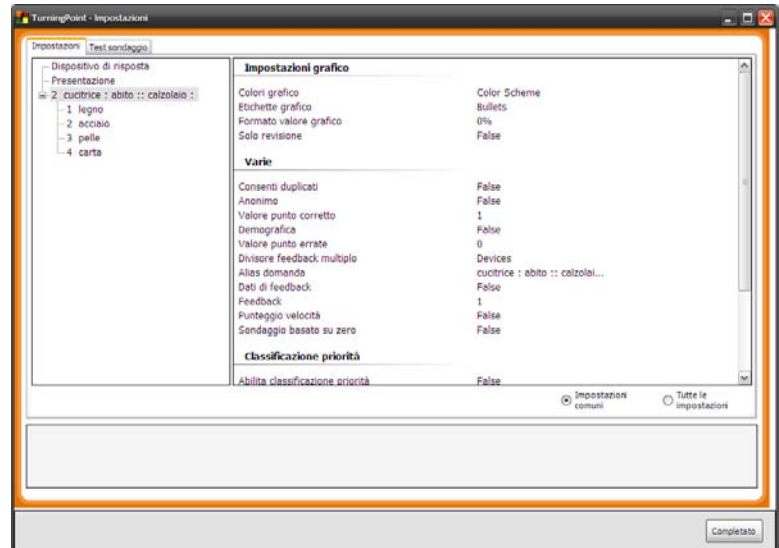 TurningPoint - Impostazioni
Impostazioni Test sondaggio
Dispositivo di risposta
Presentazione
2 cucitrice : abito :: calzolaio :
1 legno
2 acciaio
3 pelle
4 carta
Impostazioni grafico
Colori grafico Color Scheme
Etichette grafico Bullets
Formato valore grafico 0%
Solo revisione False
Varie
Consenti duplicati False
Anonimo False
Valore punto corretto 1
Demografica False
Valore punto errate 0
Divisore feedback multiplo Devices
Alias domanda cucitrice : abito :: calzolai...
Dati di feedback False
Feedback 1
Punteggio velocità False
Sondaggio basato su zero False
Classificazione priorità
Abilita classificazione priorità False
Impostazioni comuni
Tutte le impostazioni
Completato